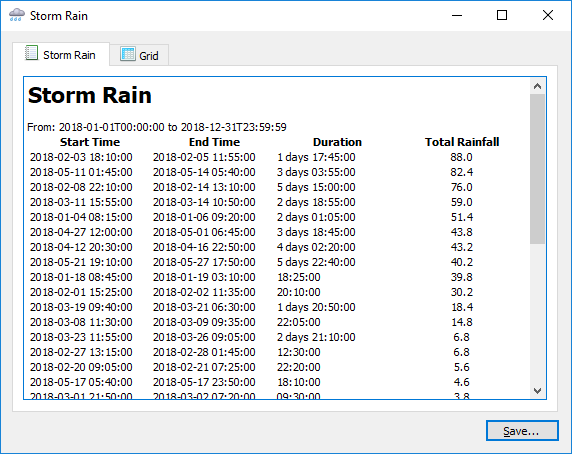 Storm Rain
Storm Rain Grid
Storm Rain
From: 2018-01-01T00:00:00 to 2018-12-31T23:59:59
Start Time End Time Duration Total Rainfall
2018-02-03 18:10:00 2018-02-05 11:55:00 1 days 17:45:00 88.0
2018-05-11 01:45:00 2018-05-14 05:40:00 3 days 03:55:00 82.4
2018-02-08 22:10:00 2018-02-14 13:10:00 5 days 15:00:00 76.0
2018-03-11 15:55:00 2018-03-14 10:50:00 2 days 18:55:00 59.0
2018-01-04 08:15:00 2018-01-06 09:20:00 2 days 01:05:00 51.4
2018-04-27 12:00:00 2018-05-01 06:45:00 3 days 18:45:00 43.8
2018-04-12 20:30:00 2018-04-16 22:50:00 4 days 02:20:00 43.2
2018-05-21 19:10:00 2018-05-27 17:50:00 5 days 22:40:00 40.2
2018-01-18 08:45:00 2018-01-19 03:10:00 18:25:00 39.8
2018-02-01 15:25:00 2018-02-02 11:35:00 20:10:00 30.2
2018-03-19 09:40:00 2018-03-21 06:30:00 1 days 20:50:00 18.4
2018-03-08 11:30:00 2018-03-09 09:35:00 22:05:00 14.8
2018-03-23 11:55:00 2018-03-26 09:05:00 2 days 21:10:00 6.8
2018-02-27 13:15:00 2018-02-28 01:45:00 12:30:00 6.8
2018-02-20 09:05:00 2018-02-21 07:25:00 22:20:00 5.6
2018-05-17 05:40:00 2018-05-17 23:50:00 18:10:00 4.6
2018-03-01 21:50:00 2018-03-02 07:20:00 09:30:00 3.8
Save...